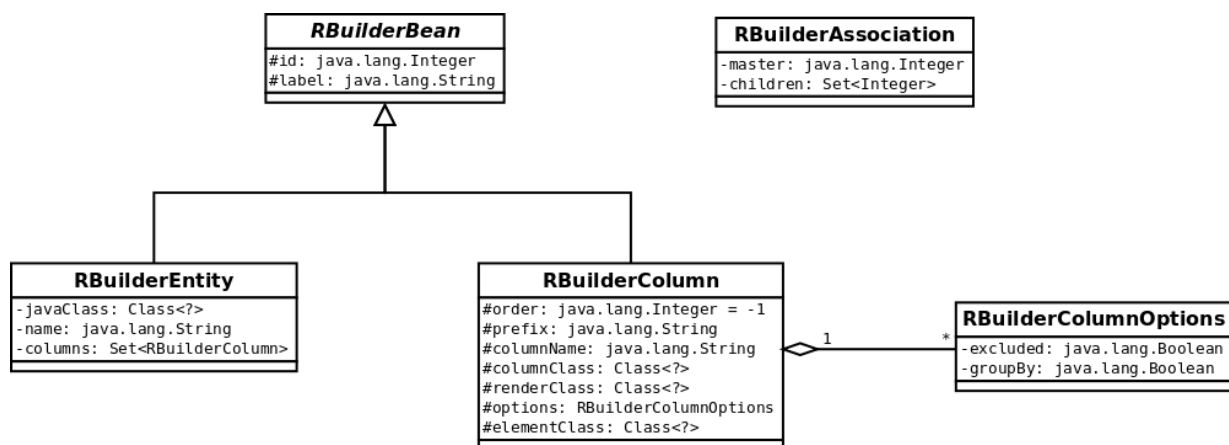 RBuilderBean
#id: java.lang.Integer
#label: java.lang.String
RBuilderAssociation
-master: java.lang.Integer
-children: Set<Integer>
RBuilderEntity
-javaClass: Class<?>
-name: java.lang.String
-columns: Set<RBuilderColumn>
RBuilderColumn
#order: java.lang.Integer = -1
#prefix: java.lang.String
#columnName: java.lang.String
#columnClass: Class<?>
#renderClass: Class<?>
#options: RBuilderColumnOptions
#elementClass: Class<?>
1
*
RBuilderColumnOptions
-excluded: java.lang.Boolean
-groupBy: java.lang.Boolean